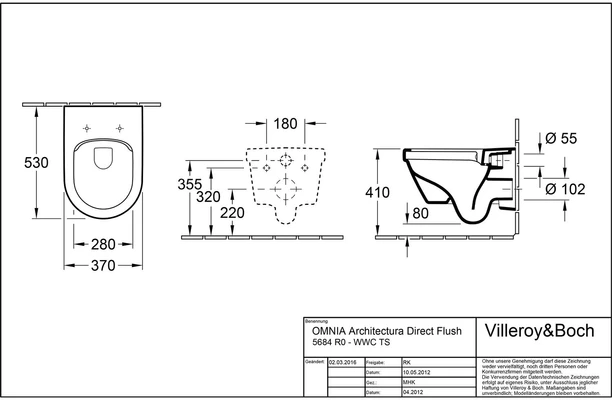 180
530
355
320
220
280
370
410
80
Ø 55
Ø 102
Benennung
OMNIA Architectura Direct Flush
5684 R0 - WWC TS
Villeroy&Boch
Geändert: 02.03.2016 Freigabe: RK
Datum: 10.05.2012
Gez.: MHK
Datum: 04.2012
Ohne unsere Genehmigung darf diese Zeichnung
weder vervielfältigt, noch dritten Personen oder
Konkurrenzfirmen mitgeteilt werden.
Die Verwendung der Daten/technischen Zeichnungen
erfolgt auf eigenes Risiko, unter Ausschluss jeglicher
Haftung von Villeroy & Boch. Maßangaben sind
unverbindlich; Modelländerungen bleiben vorbehalten.